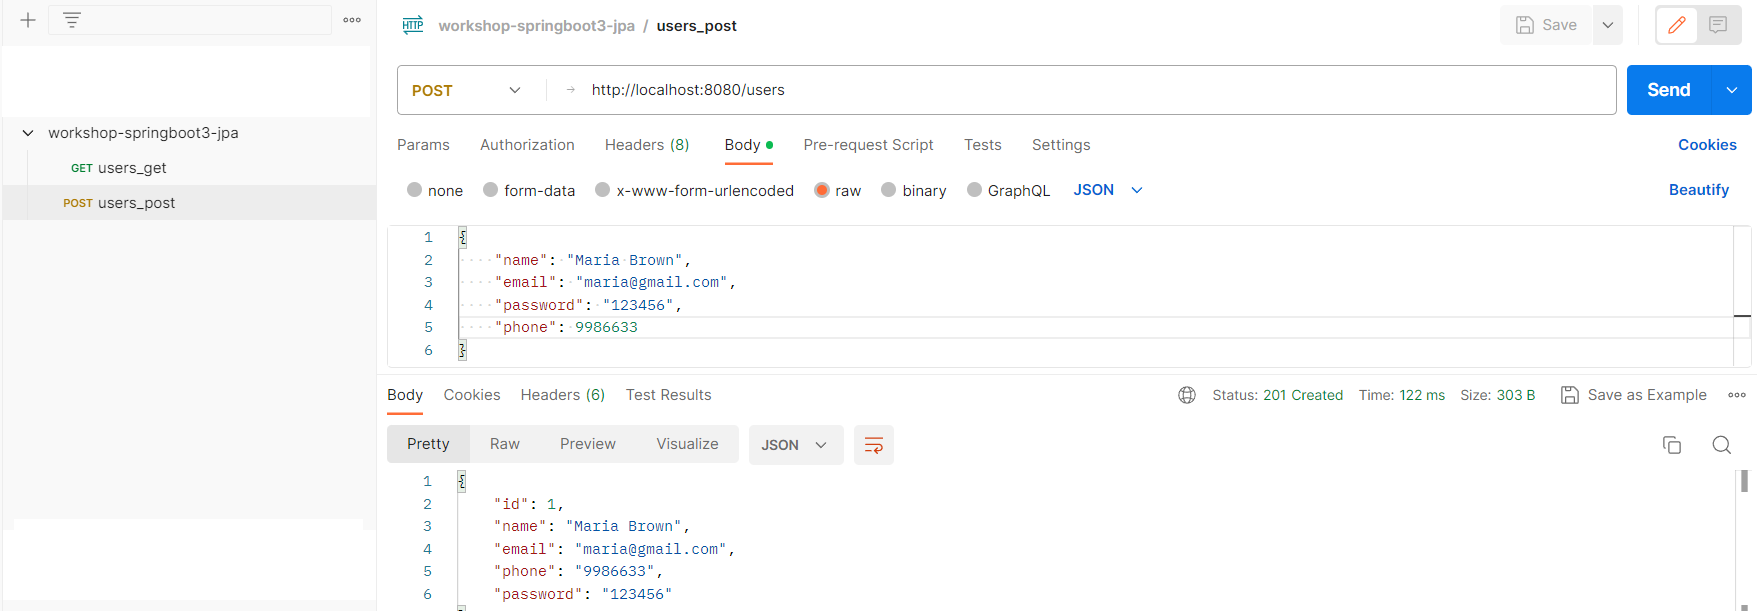 HTTP workshop-springboot3-jpa / users_post Save
POST http://localhost:8080/users Send
workshop-springboot3-jpa
GET users_get
POST users_post
Params Authorization Headers (8) Body Pre-request Script Tests Settings Cookies
none form-data x-www-form-urlencoded raw binary GraphQL JSON Beautify
1 {
2 "name": "Maria Brown",
3 "email": "maria@gmail.com",
4 "password": "123456",
5 "phone": 9986633
6 }
Body Cookies Headers (6) Test Results Status: 201 Created Time: 122 ms Size: 303 B Save as Example
Pretty Raw Preview Visualize JSON
1 {
2 "id": 1,
3 "name": "Maria Brown",
4 "email": "maria@gmail.com",
5 "phone": "9986633",
6 "password": "123456"